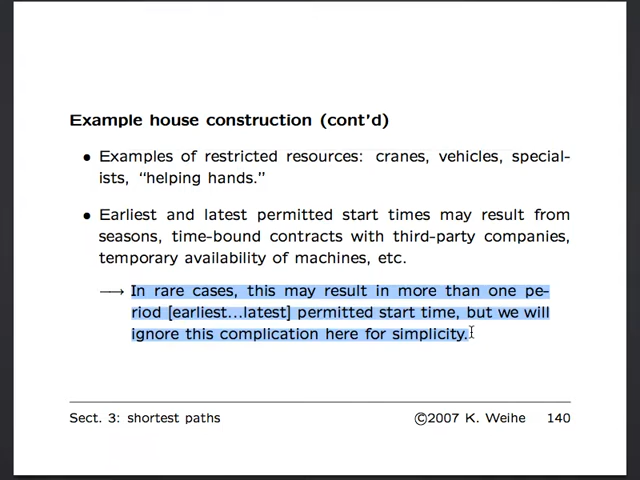 Example house construction (cont'd)
● Examples of restricted resources: cranes, vehicles, special-
ists, “helping hands.”
● Earliest and latest permitted start times may result from
seasons, time-bound contracts with third-party companies,
temporary availability of machines, etc.
⟶ In rare cases, this may result in more than one pe-
riod [earliest...latest] permitted start time, but we will
ignore this complication here for simplicity.
Sect. 3: shortest paths ©2007 K. Weihe 140